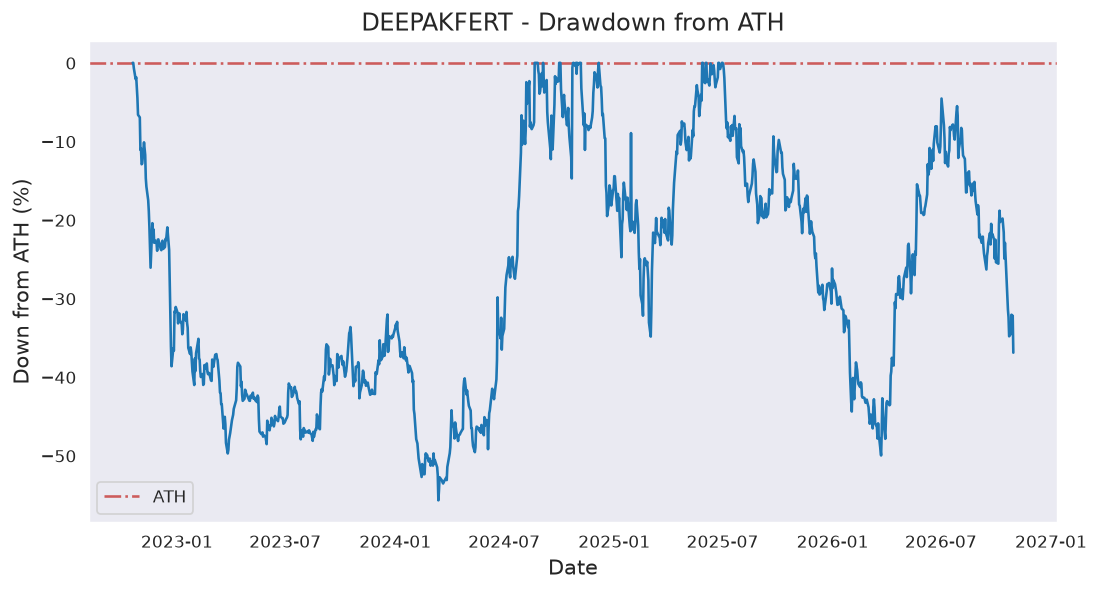 DEEPAKFERT - Drawdown from ATH
Down from ATH (%)
0
−10
−20
−30
−40
−50
ATH
2023-01 2023-07 2024-01 2024-07 2025-01 2025-07 2026-01 2026-07 2027-01
Date